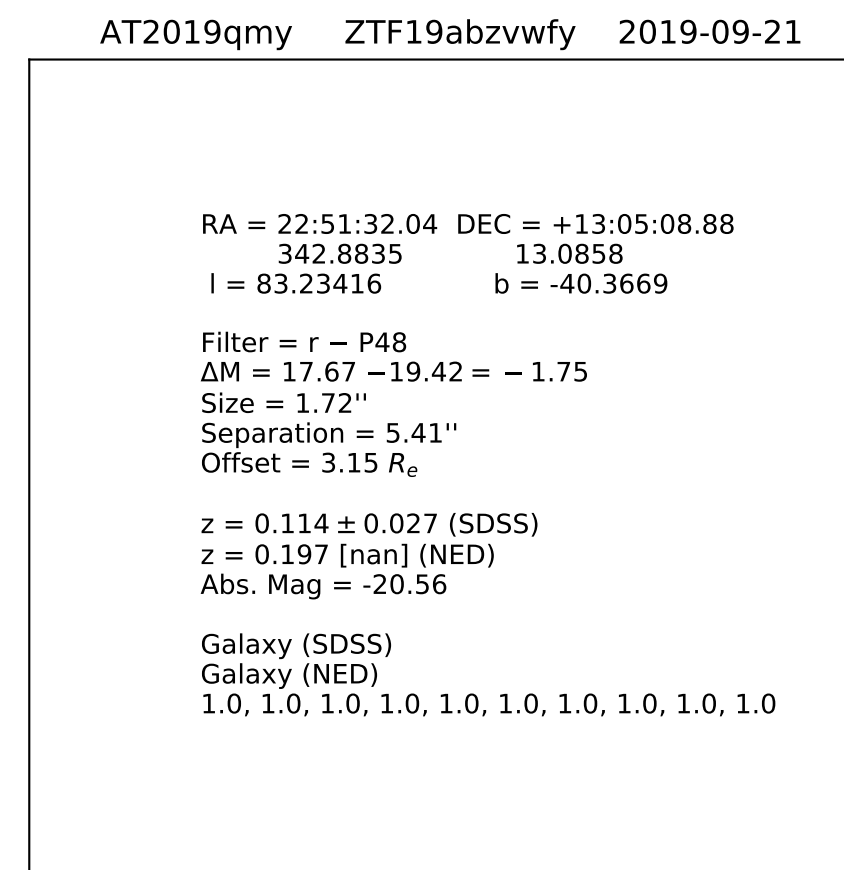 AT2019qmy ZTF19abzvwfy 2019-09-21
RA = 22:51:32.04 DEC = +13:05:08.88
342.8835 13.0858
l = 83.23416 b = -40.3669
Filter = r − P48
ΔM = 17.67 −19.42 = − 1.75
Size = 1.72''
Separation = 5.41''
Offset = 3.15 Re
z = 0.114 ± 0.027 (SDSS)
z = 0.197 [nan] (NED)
Abs. Mag = -20.56
Galaxy (SDSS)
Galaxy (NED)
1.0, 1.0, 1.0, 1.0, 1.0, 1.0, 1.0, 1.0, 1.0, 1.0